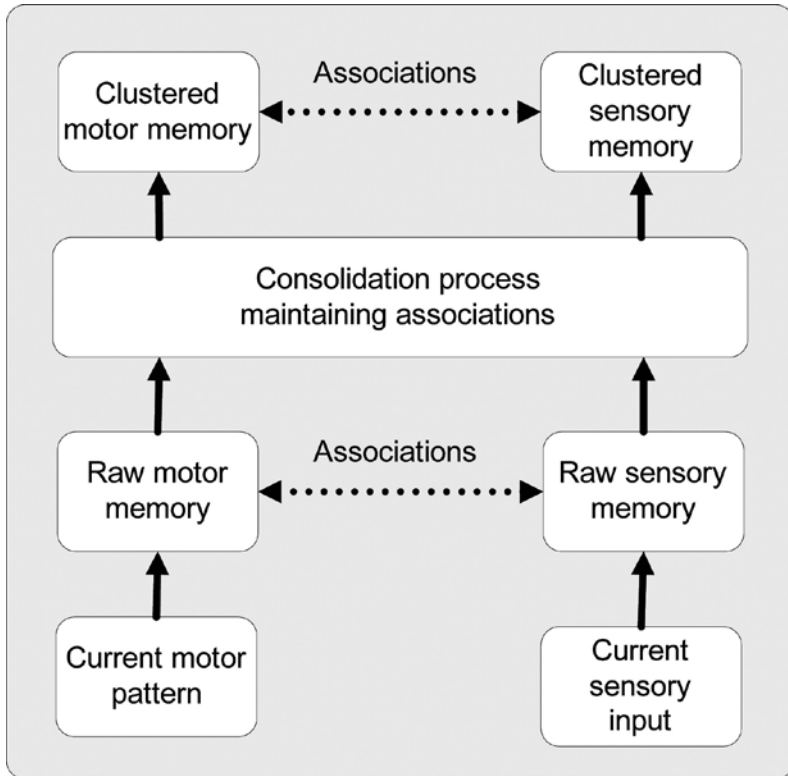 Clustered
motor memory
Associations
Clustered
sensory
memory
Consolidation process
maintaining associations
Raw motor
memory
Associations
Raw sensory
memory
Current motor
pattern
Current
sensory
input